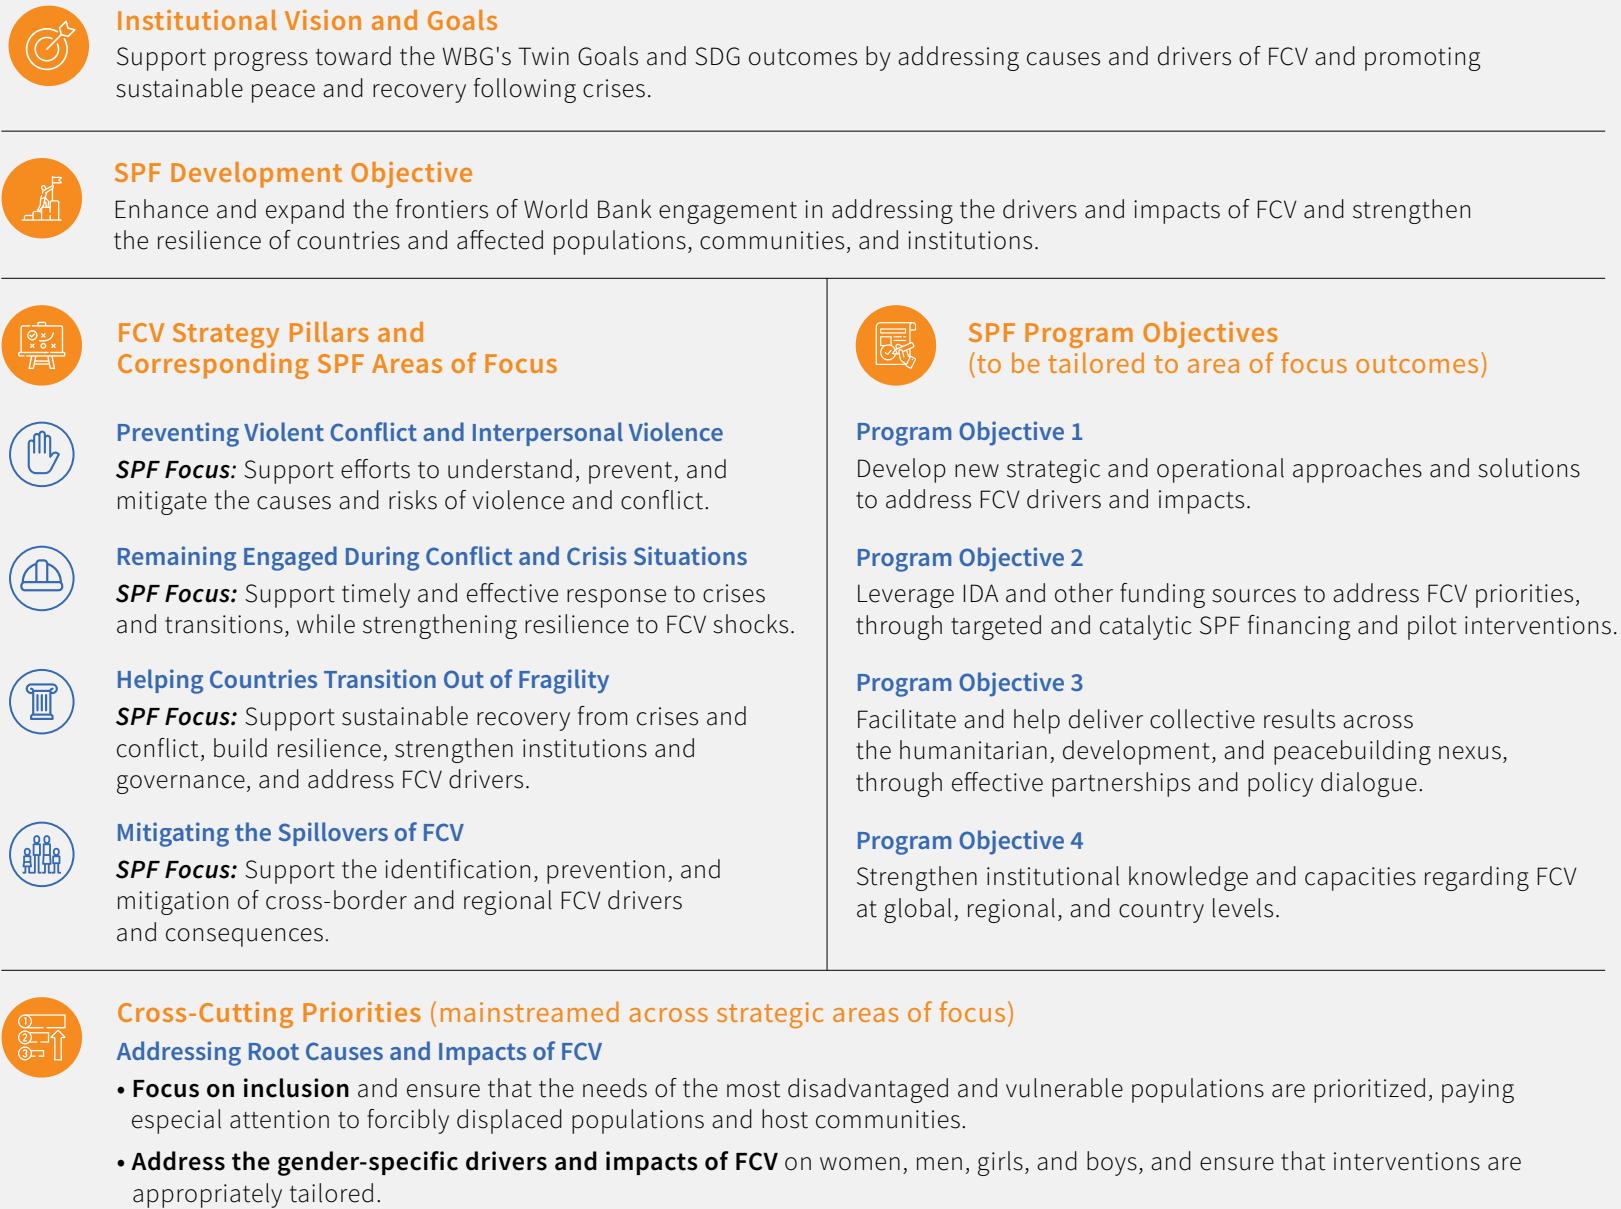 Institutional Vision and Goals
Support progress toward the WBG's Twin Goals and SDG outcomes by addressing causes and drivers of FCV and promoting
sustainable peace and recovery following crises.
SPF Development Objective
Enhance and expand the frontiers of World Bank engagement in addressing the drivers and impacts of FCV and strengthen
the resilience of countries and affected populations, communities, and institutions.
FCV Strategy Pillars and
Corresponding SPF Areas of Focus
Preventing Violent Conflict and Interpersonal Violence
SPF Focus: Support efforts to understand, prevent, and
mitigate the causes and risks of violence and conflict.
Remaining Engaged During Conflict and Crisis Situations
SPF Focus: Support timely and effective response to crises
and transitions, while strengthening resilience to FCV shocks.
Helping Countries Transition Out of Fragility
SPF Focus: Support sustainable recovery from crises and
conflict, build resilience, strengthen institutions and
governance, and address FCV drivers.
Mitigating the Spillovers of FCV
SPF Focus: Support the identification, prevention, and
mitigation of cross-border and regional FCV drivers
and consequences.
SPF Program Objectives
(to be tailored to area of focus outcomes)
Program Objective 1
Develop new strategic and operational approaches and solutions
to address FCV drivers and impacts.
Program Objective 2
Leverage IDA and other funding sources to address FCV priorities,
through targeted and catalytic SPF financing and pilot interventions.
Program Objective 3
Facilitate and help deliver collective results across
the humanitarian, development, and peacebuilding nexus,
through effective partnerships and policy dialogue.
Program Objective 4
Strengthen institutional knowledge and capacities regarding FCV
at global, regional, and country levels.
1
2
3
Cross-Cutting Priorities (mainstreamed across strategic areas of focus)
Addressing Root Causes and Impacts of FCV
• Focus on inclusion and ensure that the needs of the most disadvantaged and vulnerable populations are prioritized, paying
especial attention to forcibly displaced populations and host communities.
• Address the gender-specific drivers and impacts of FCV on women, men, girls, and boys, and ensure that interventions are
appropriately tailored.